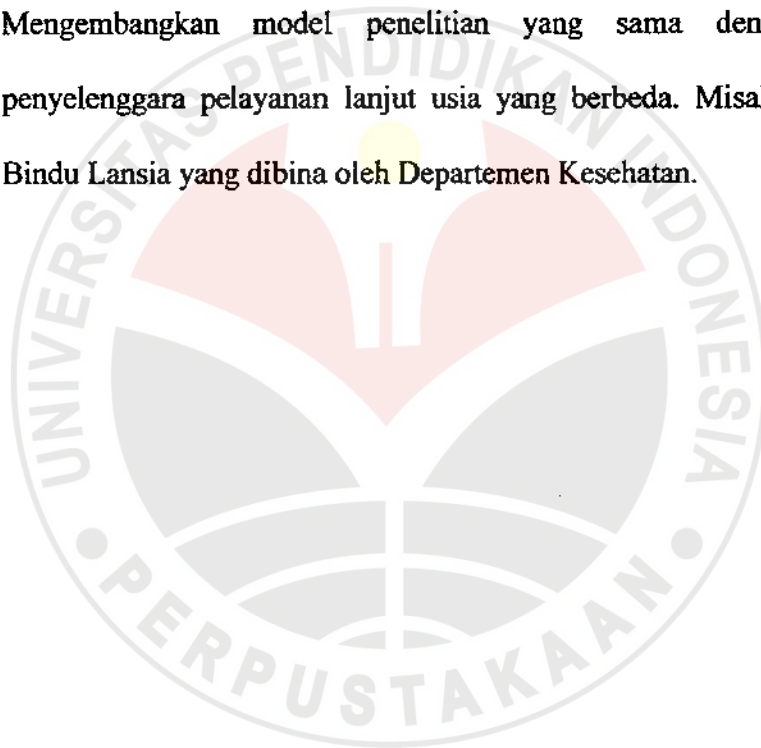 Mengembangkan model penelitian yang sama den
penyelenggara pelayanan lanjut usia yang berbeda. Misal
Bindu Lansia yang dibina oleh Departemen Kesehatan.
UNIVERSITAS PENDIDIKAN INDONESIA
PERPUSTAKAAN